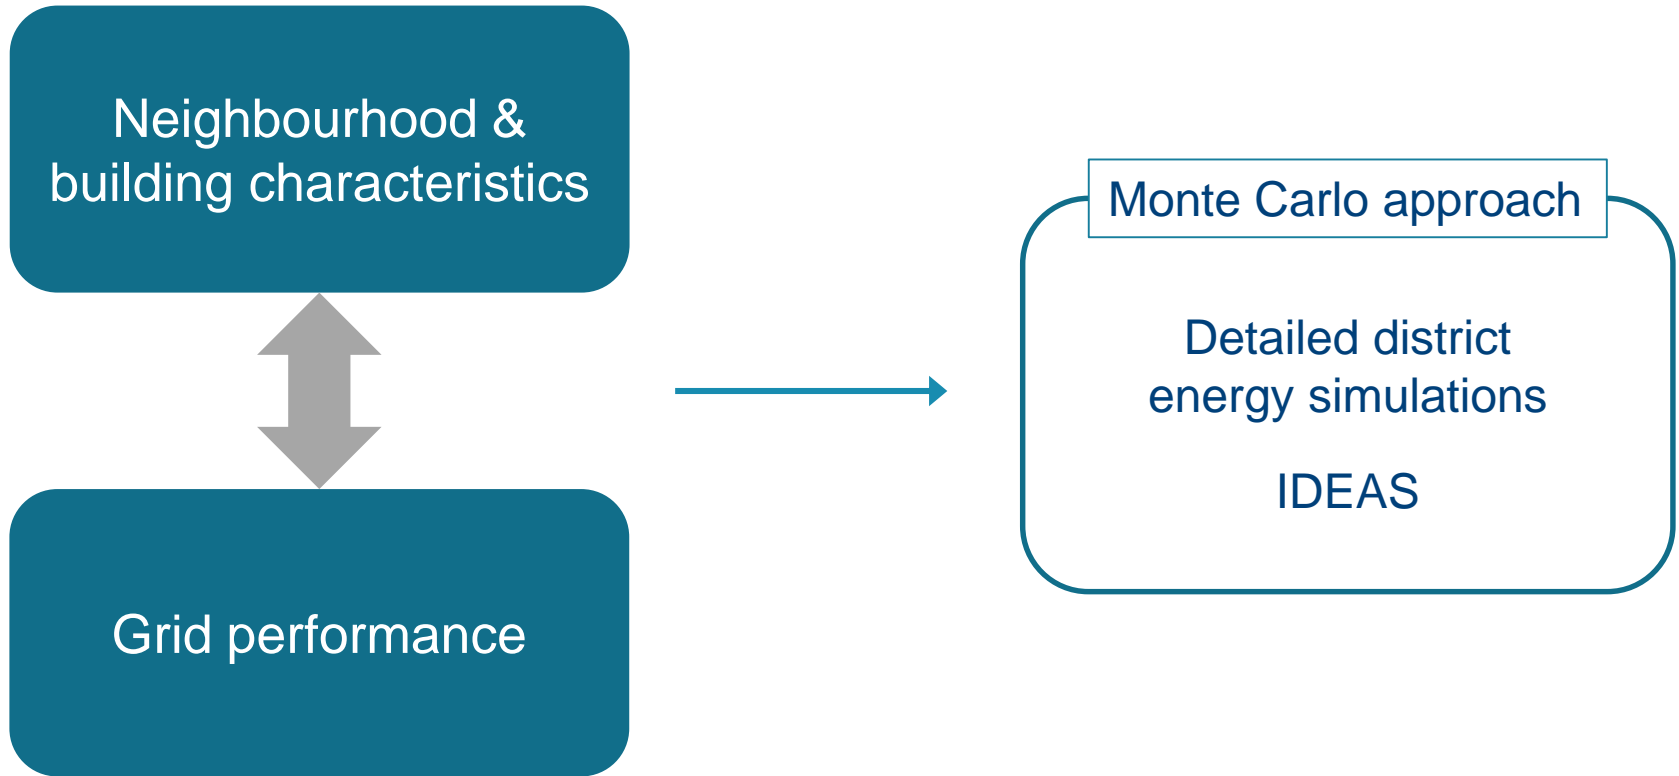 Neighbourhood &
building characteristics
Grid performance
Monte Carlo approach
Detailed district
energy simulations
IDEAS